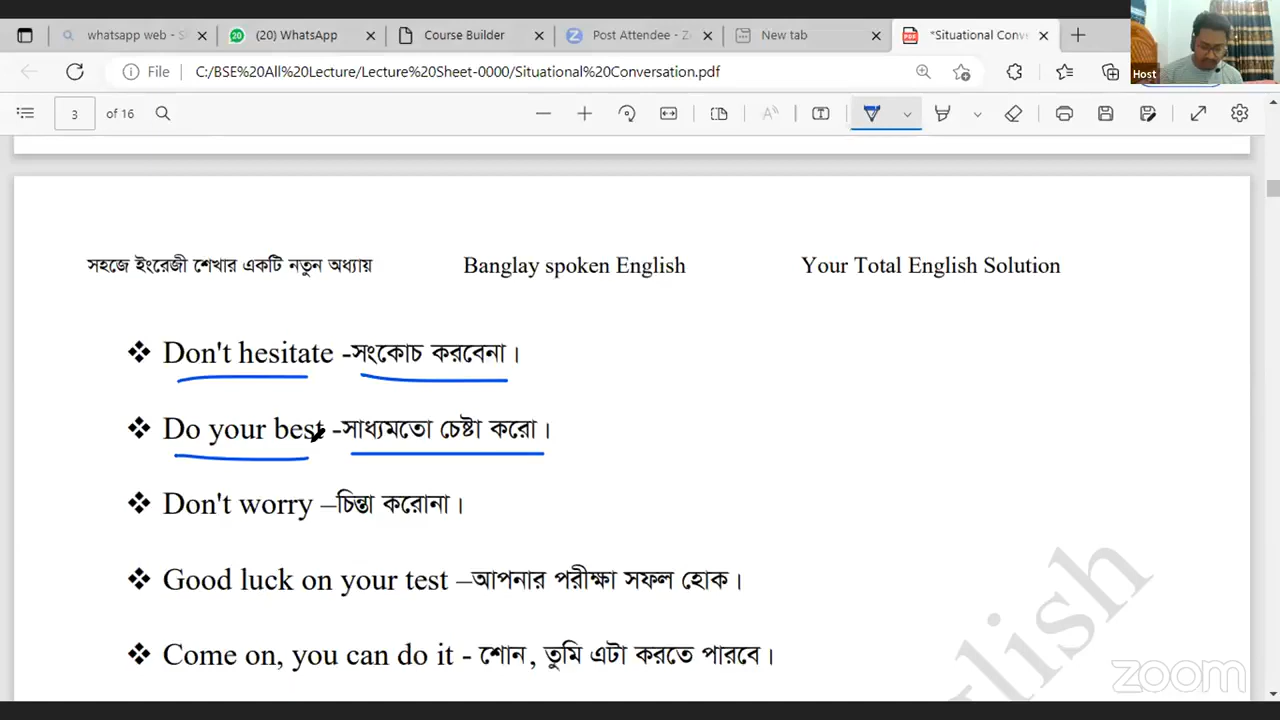 whatsapp web - S
(20) WhatsApp
Course Builder
Post Attendee - Z
New tab
*Situational Conv
Host
File
C:/BSE%20All%20Lecture/Lecture%20Sheet-0000/Situational%20Conversation.pdf
3 of 16
সহজে ইংরেজী শেখার একটি নতুন অধ্যায় Banglay spoken English Your Total English Solution
❖ Don't hesitate -সংকোচ করবেনা।
❖ Do your best -সাধ্যমতো চেষ্টা করো।
❖ Don't worry –চিন্তা করোনা।
❖ Good luck on your test –আপনার পরীক্ষা সফল হোক।
❖ Come on, you can do it - শোন, তুমি এটা করতে পারবে।
glish
zoom